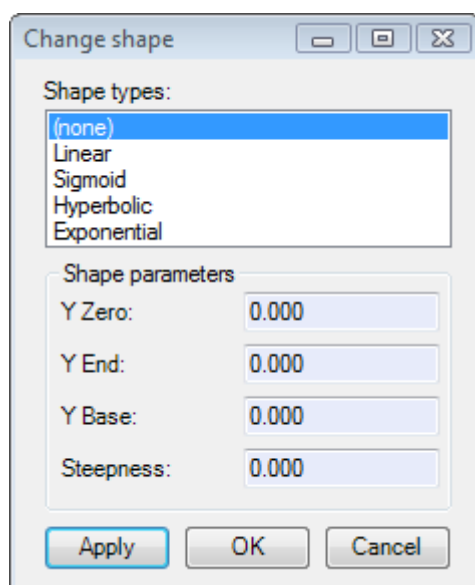 Change shape
Shape types:
(none)
Linear
Sigmoid
Hyperbolic
Exponential
Shape parameters
Y Zero: 0.000
Y End: 0.000
Y Base: 0.000
Steepness: 0.000
Apply OK Cancel